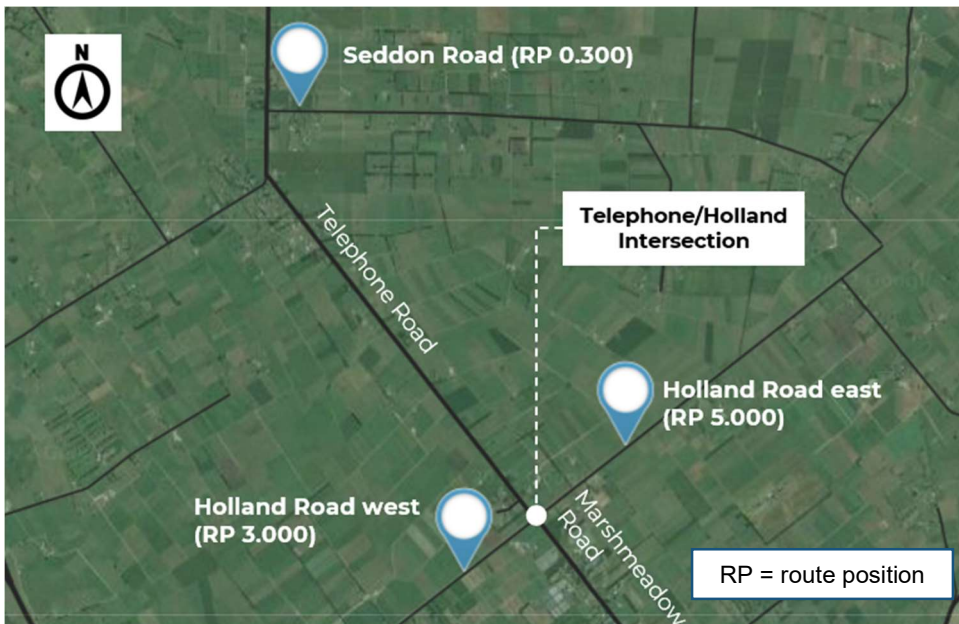 N
Seddon Road (RP 0.300)
Telephone/Holland
Intersection
Telephone Road
Holland Road east
(RP 5.000)
Holland Road west
(RP 3.000)
Marshmeadow
Road
RP = route position